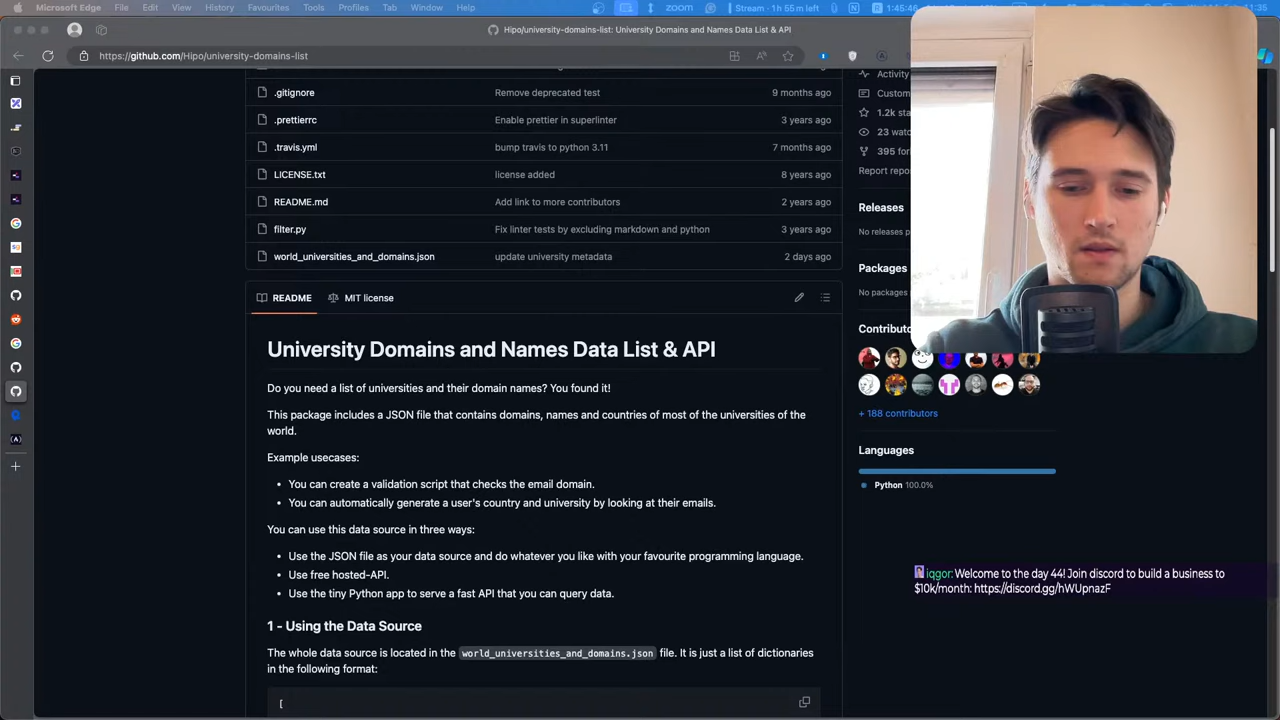 Microsoft Edge File Edit View History Favourites Tools Profiles Tab Window Help
zoom
Stream · 1h 55m left
1:45:46
11:35
Hipo/university-domains-list: University Domains and Names Data List & API
https://github.com/Hipo/university-domains-list
.gitignore Remove deprecated test 9 months ago
.prettierrc Enable prettier in superlinter 3 years ago
.travis.yml bump travis to python 3.11 7 months ago
LICENSE.txt license added 8 years ago
README.md Add link to more contributors 2 years ago
filter.py Fix linter tests by excluding markdown and python 3 years ago
world_universities_and_domains.json update university metadata 2 days ago
README MIT license
University Domains and Names Data List & API
Do you need a list of universities and their domain names? You found it!
This package includes a JSON file that contains domains, names and countries of most of the universities of the
world.
Example usecases:
• You can create a validation script that checks the email domain.
• You can automatically generate a user's country and university by looking at their emails.
You can use this data source in three ways:
• Use the JSON file as your data source and do whatever you like with your favourite programming language.
• Use free hosted-API.
• Use the tiny Python app to serve a fast API that you can query data.
1 - Using the Data Source
The whole data source is located in the world_universities_and_domains.json file. It is just a list of dictionaries
in the following format:
[
Activity
Custom
1.2k sta
23 watc
395 for
Report repo
Releases
No releases p
Packages
No packages
Contributo
+ 188 contributors
Languages
Python 100.0%
iqgor: Welcome to the day 44! Join discord to build a business to
$10k/month: https://discord.gg/hWUpnazF